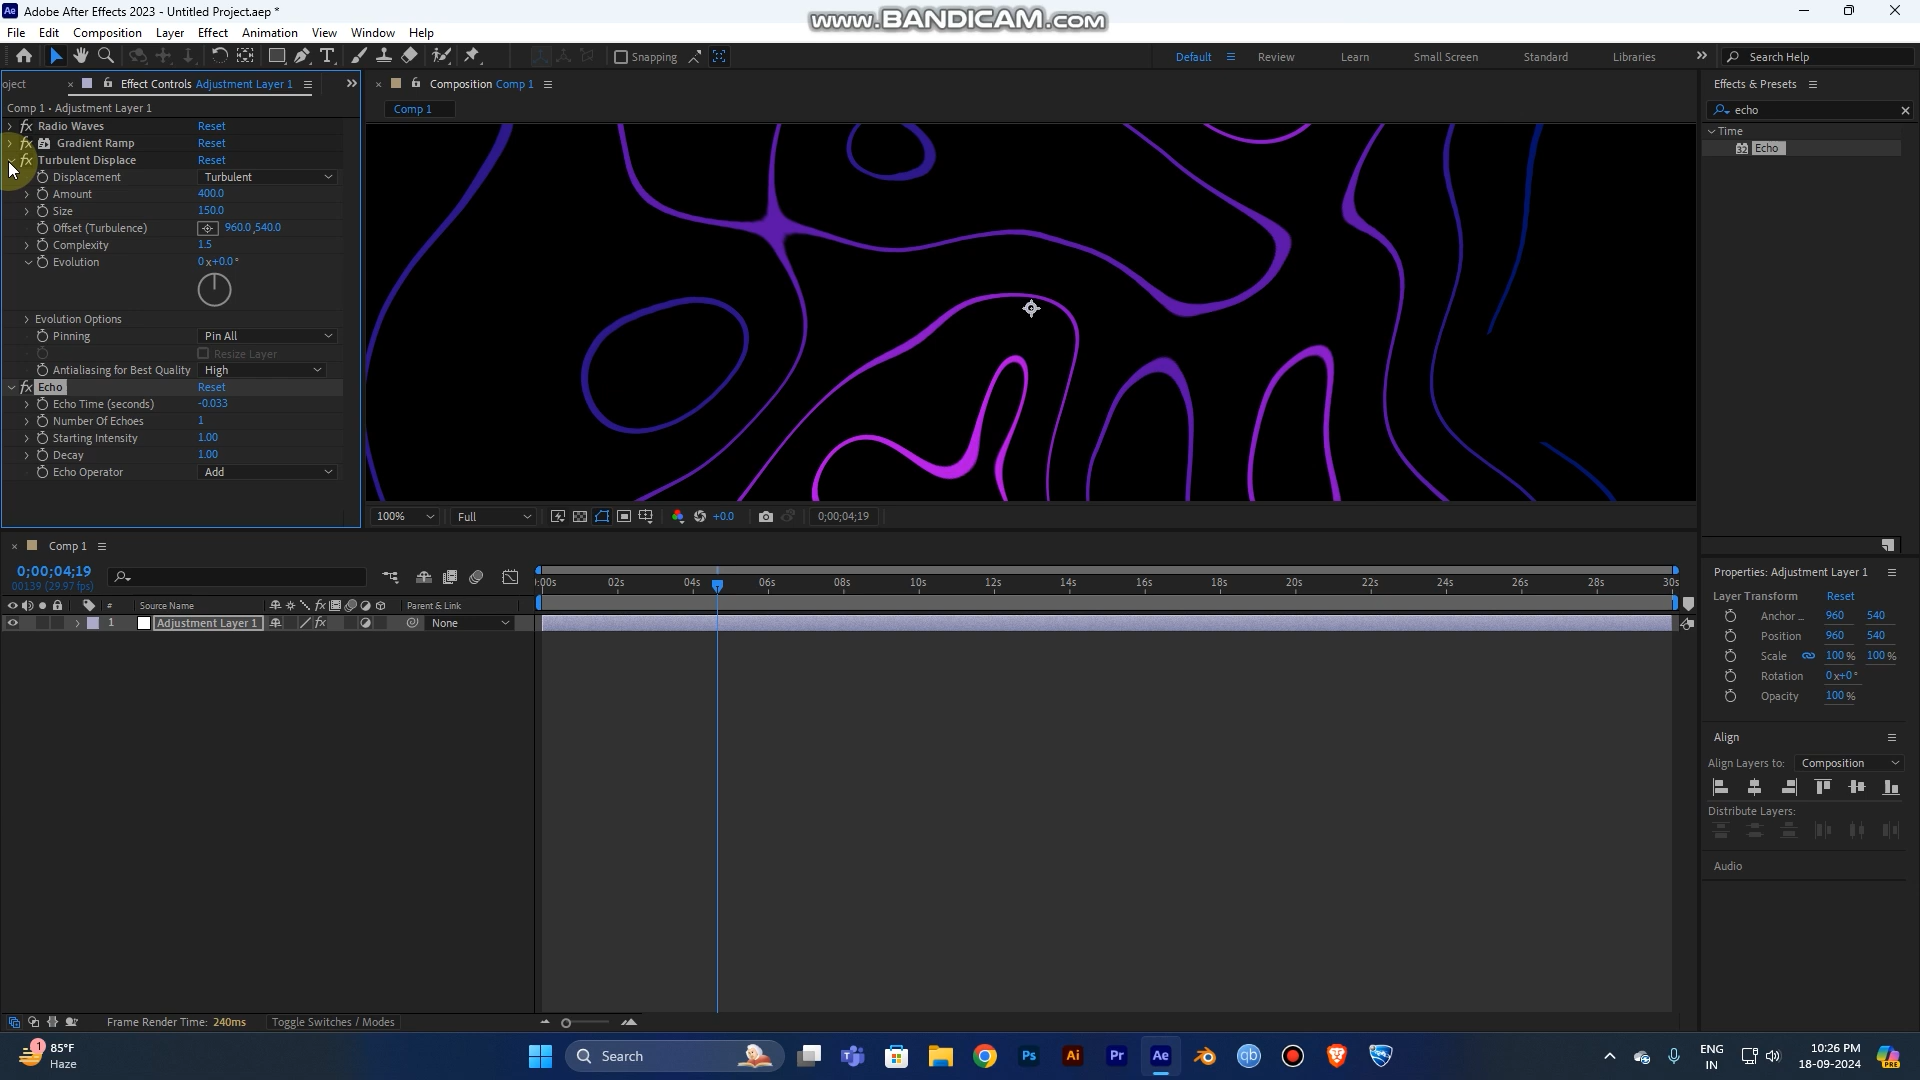 Adobe After Effects 2023 - Untitled Project.aep *
www.BANDICAM.com
File Edit Composition Layer Effect Animation View Window Help
Snapping
Default Review Learn Small Screen Standard Libraries Search Help
oject Effect Controls Adjustment Layer 1
Composition Comp 1
Effects & Presets
Comp 1 • Adjustment Layer 1
Comp 1
echo
Radio Waves Reset
Gradient Ramp Reset
Turbulent Displace Reset
Displacement Turbulent
Amount 400.0
Size 150.0
Offset (Turbulence) 960.0,540.0
Complexity 1.5
Evolution 0x+0.0°
Evolution Options
Pinning Pin All
Resize Layer
Antialiasing for Best Quality High
Echo Reset
Echo Time (seconds) -0.033
Number Of Echoes 1
Starting Intensity 1.00
Decay 1.00
Echo Operator Add
Time
32 Echo
100% Full +0.0 0;00;04;19
Comp 1
0;00;04;19
00139 (29.97 fps)
# Source Name Parent & Link
1 Adjustment Layer 1 None
:00s 02s 04s 06s 08s 10s 12s 14s 16s 18s 20s 22s 24s 26s 28s 30s
Properties: Adjustment Layer 1
Layer Transform Reset
Anchor ... 960 540
Position 960 540
Scale 100% 100%
Rotation 0x+0°
Opacity 100%
Align
Align Layers to: Composition
Distribute Layers:
Audio
Frame Render Time: 240ms Toggle Switches / Modes
1 85°F
Haze
Search
Ps Ai Pr Ae qb
ENG
IN
10:26 PM
18-09-2024
PRE